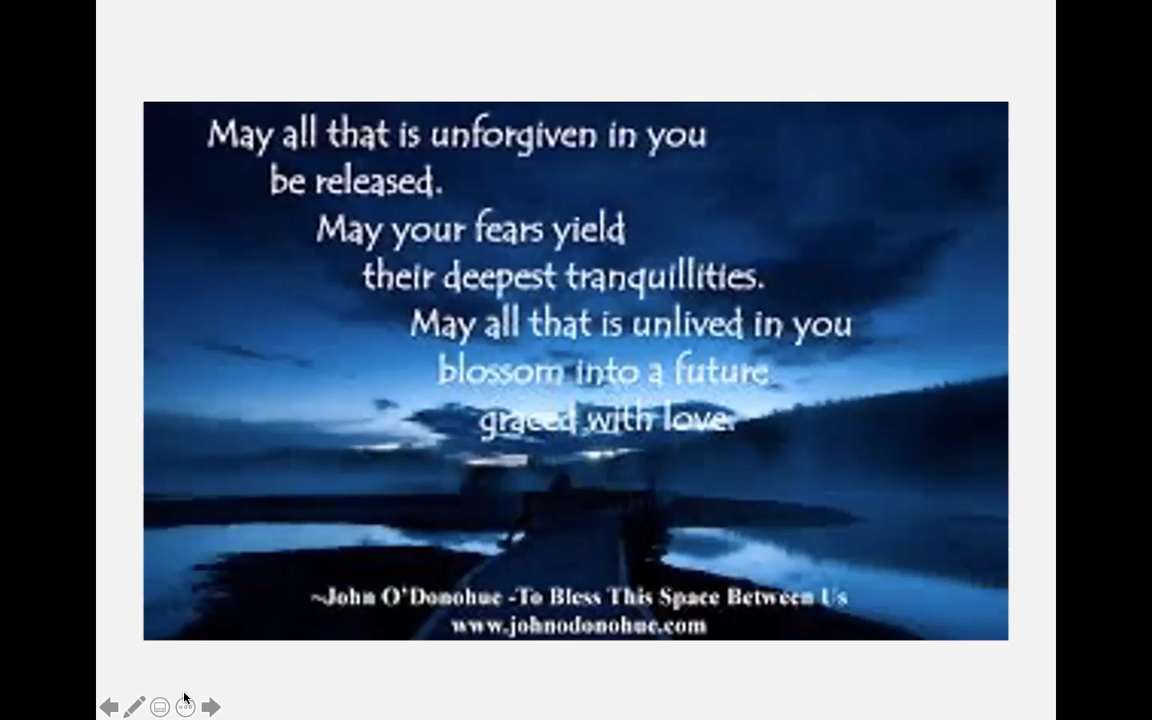 May all that is unforgiven in you
be released.
May your fears yield
their deepest tranquillities.
May all that is unlived in you
blossom into a future
graced with love.
~John O'Donohue -To Bless This Space Between Us
www.johnodonohue.com